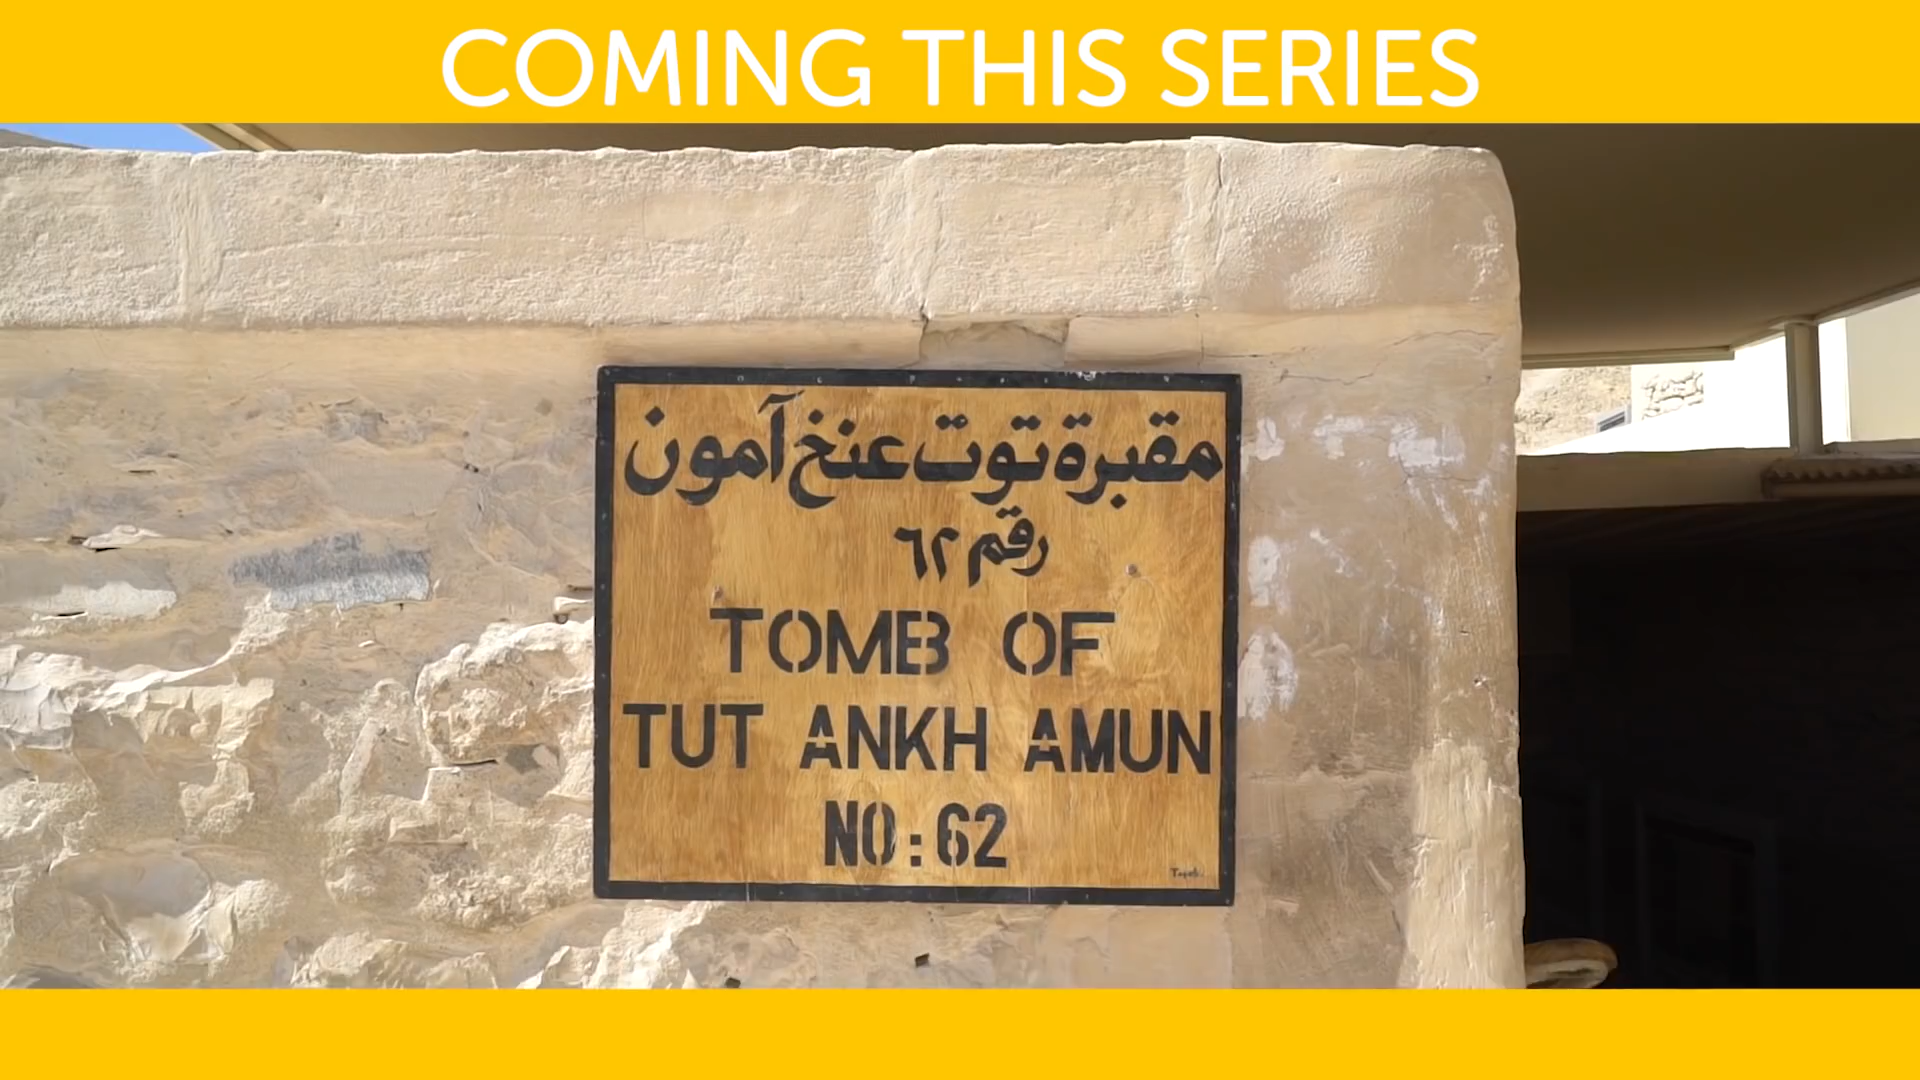 COMING THIS SERIES
مقبرة توت عنخ آمون
رقم ٦٢
TOMB OF
TUT ANKH AMUN
NO:62